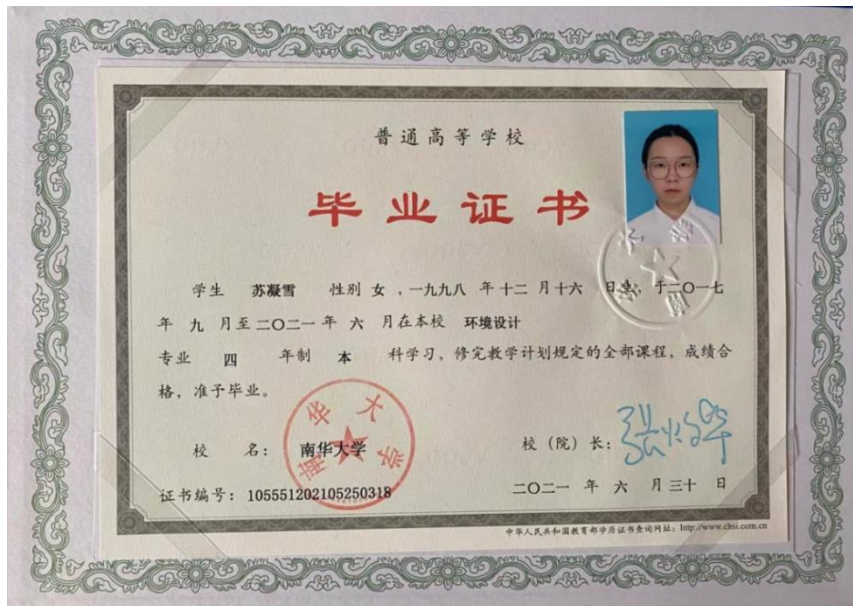 普通高等学校
毕业证书
学生 苏凝雪 性别 女 ,一九九八 年 十二 月 十六 日生, 于二〇一七
年 九 月至二〇二一年 六 月在本校 环境设计
专业 四 年制 本 科学习,修完教学计划规定的全部课程,成绩合
格,准予毕业。
校 名: 南华大学
南华大学
校(院)长:
证书编号: 105551202105250318
二〇二一 年 六 月三十 日
中华人民共和国教育部学历证书查询网址: http://www.chsi.com.cn